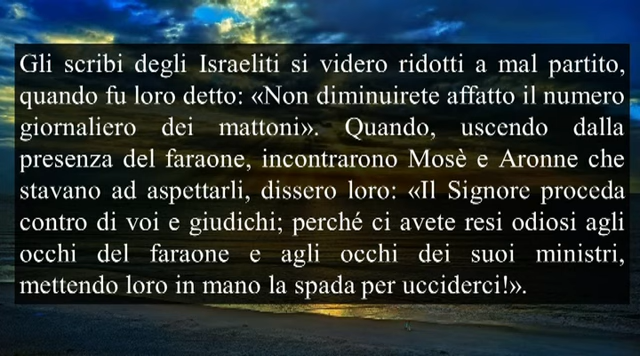 Gli scribi degli Israeliti si videro ridotti a mal partito,
quando fu loro detto: «Non diminuirete affatto il numero
giornaliero dei mattoni». Quando, uscendo dalla
presenza del faraone, incontrarono Mosè e Aronne che
stavano ad aspettarli, dissero loro: «Il Signore proceda
contro di voi e giudichi; perché ci avete resi odiosi agli
occhi del faraone e agli occhi dei suoi ministri,
mettendo loro in mano la spada per ucciderci!».